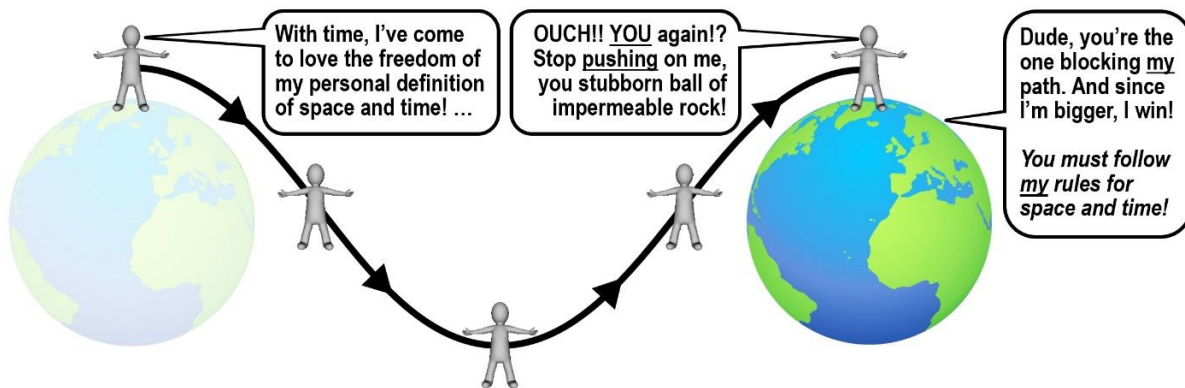 With time, I've come
to love the freedom of
my personal definition
of space and time! …
OUCH!! YOU again!?
Stop pushing on me,
you stubborn ball of
impermeable rock!
Dude, you're the
one blocking my
path. And since
I'm bigger, I win!
You must follow
my rules for
space and time!